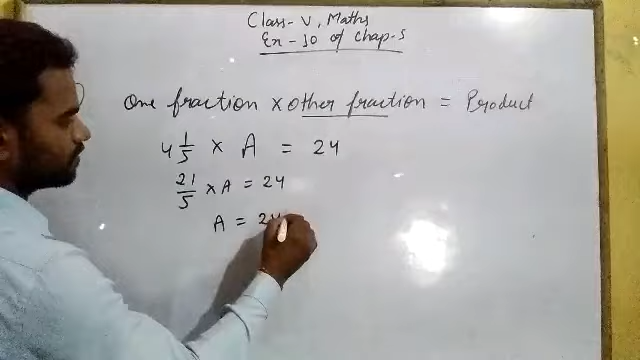 Class-V, Maths
Ex-10 of Chap-5
One fraction × other fraction = Product
4 1/5 × A = 24
21/5 × A = 24
A = 24